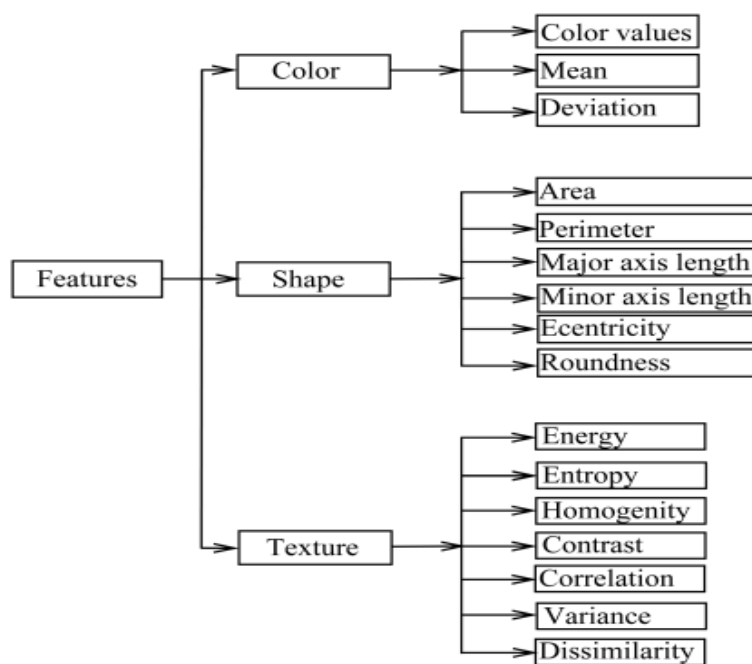 Features
Color
Color values
Mean
Deviation
Shape
Area
Perimeter
Major axis length
Minor axis length
Ecentricity
Roundness
Texture
Energy
Entropy
Homogenity
Contrast
Correlation
Variance
Dissimilarity